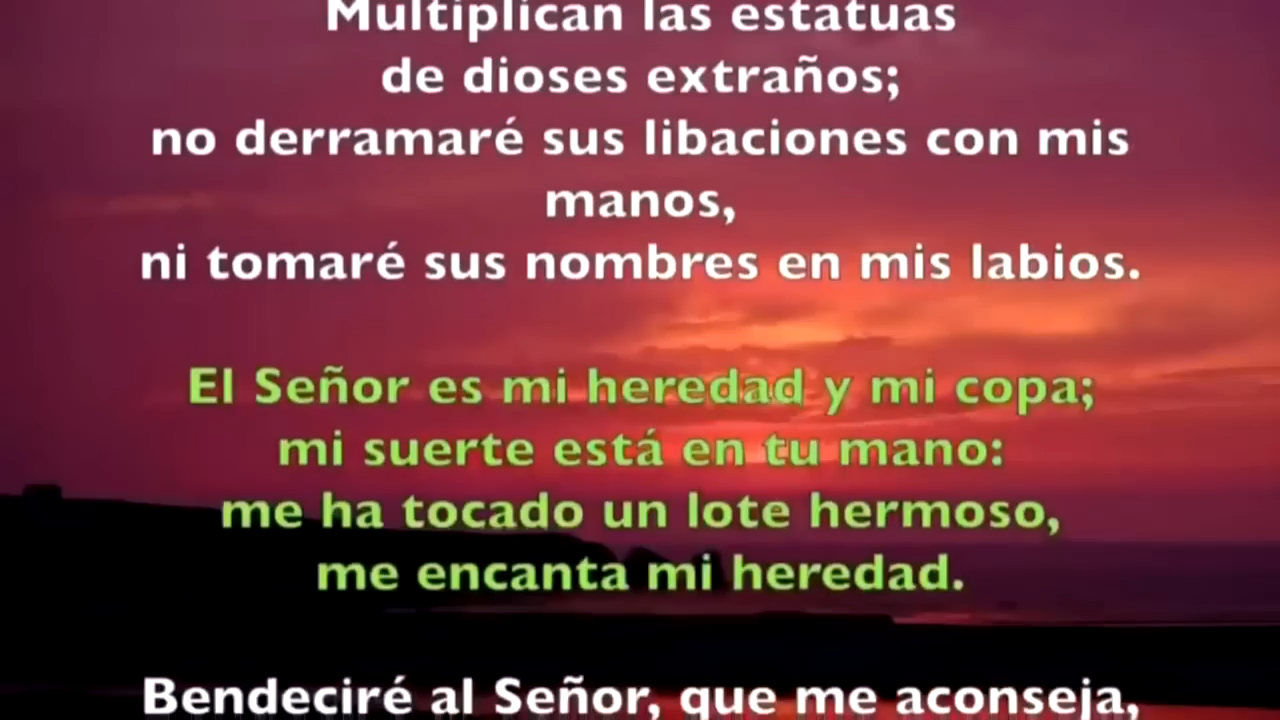 Multiplican las estatuas
de dioses extraños;
no derramaré sus libaciones con mis
manos,
ni tomaré sus nombres en mis labios.
El Señor es mi heredad y mi copa;
mi suerte está en tu mano:
me ha tocado un lote hermoso,
me encanta mi heredad.
Bendeciré al Señor, que me aconseja,